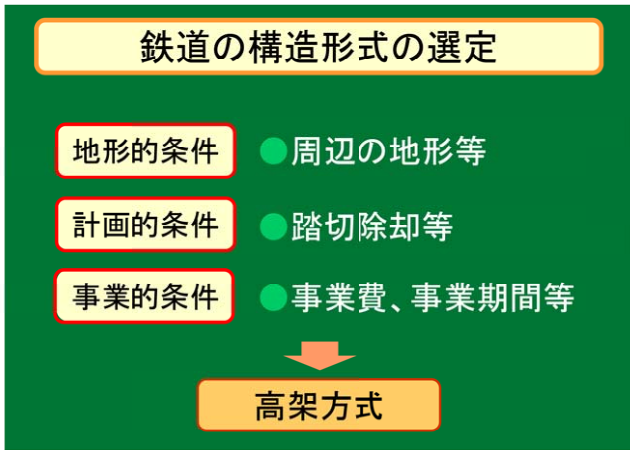 鉄道の構造形式の選定
地形的条件 ●周辺の地形等
計画的条件 ●踏切除却等
事業的条件 ●事業費、事業期間等
高架方式